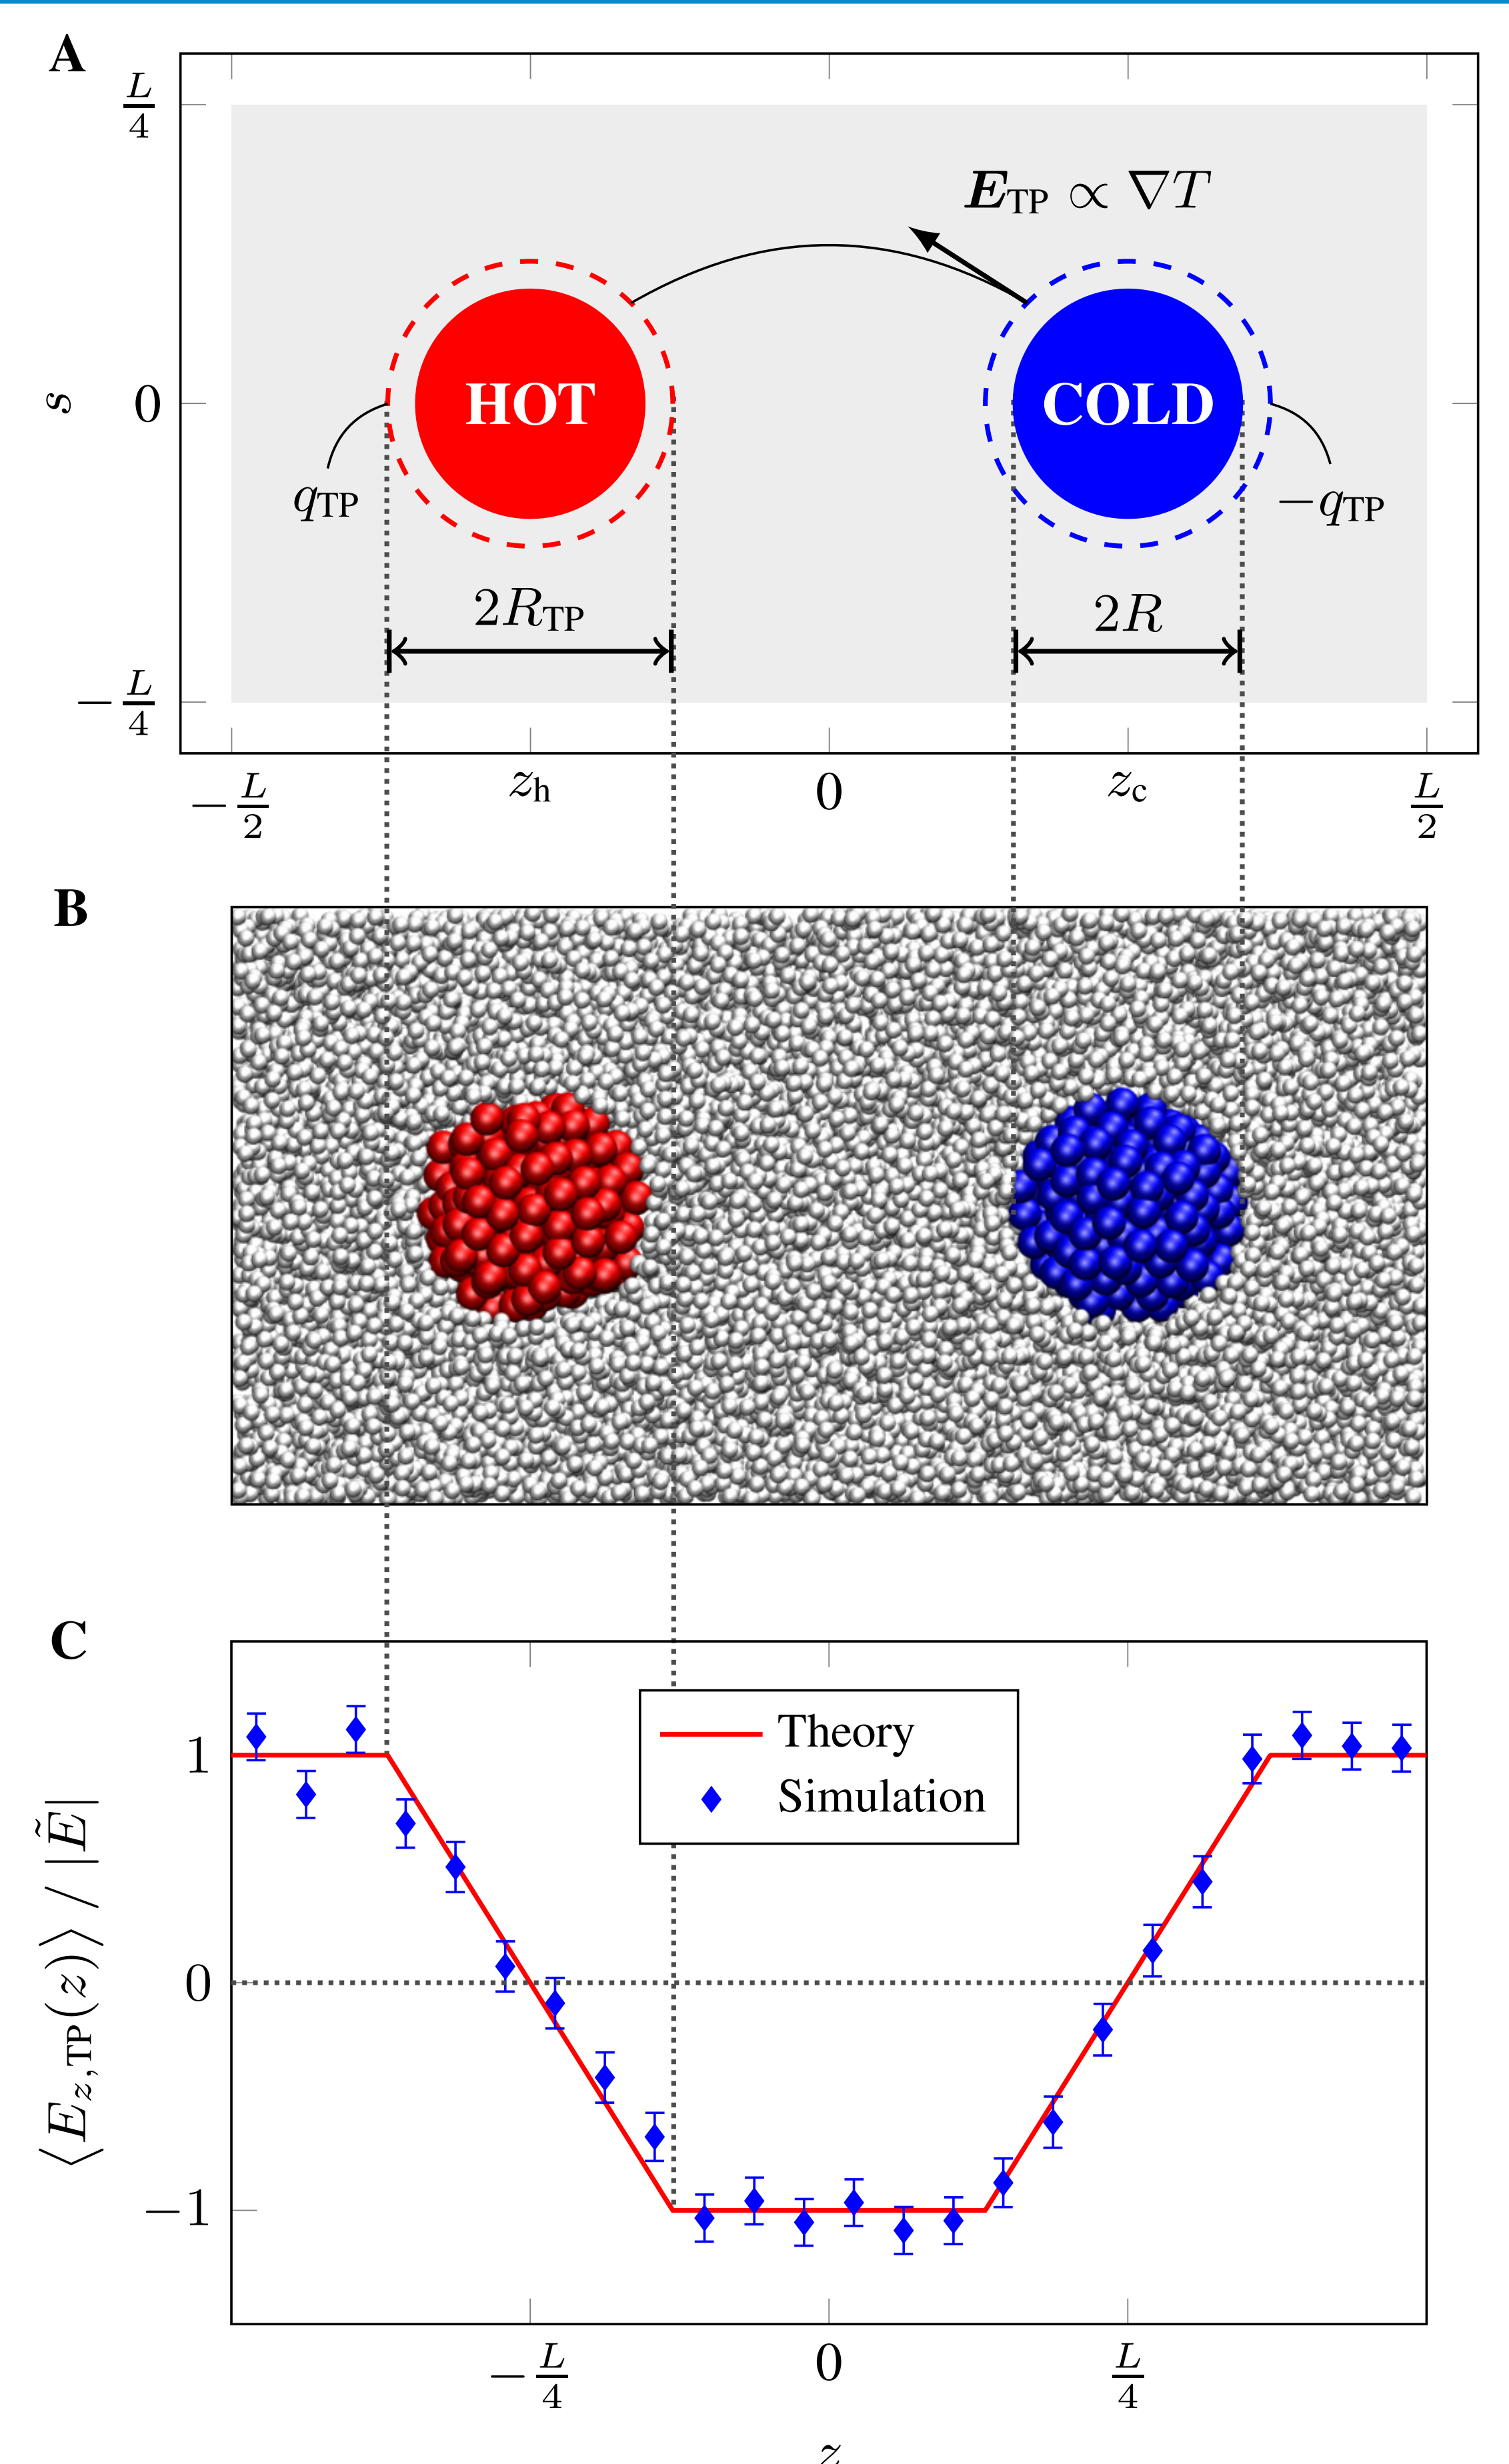 A
L/4
E_TP ∝ ∇T
s
0
HOT
COLD
q_TP
−q_TP
2R_TP
2R
−L/4
−L/2
z_h
0
z_c
L/2
B
C
Theory
Simulation
1
0
−1
⟨E_z,TP(z)⟩ / |Ẽ|
−L/4
0
L/4
z